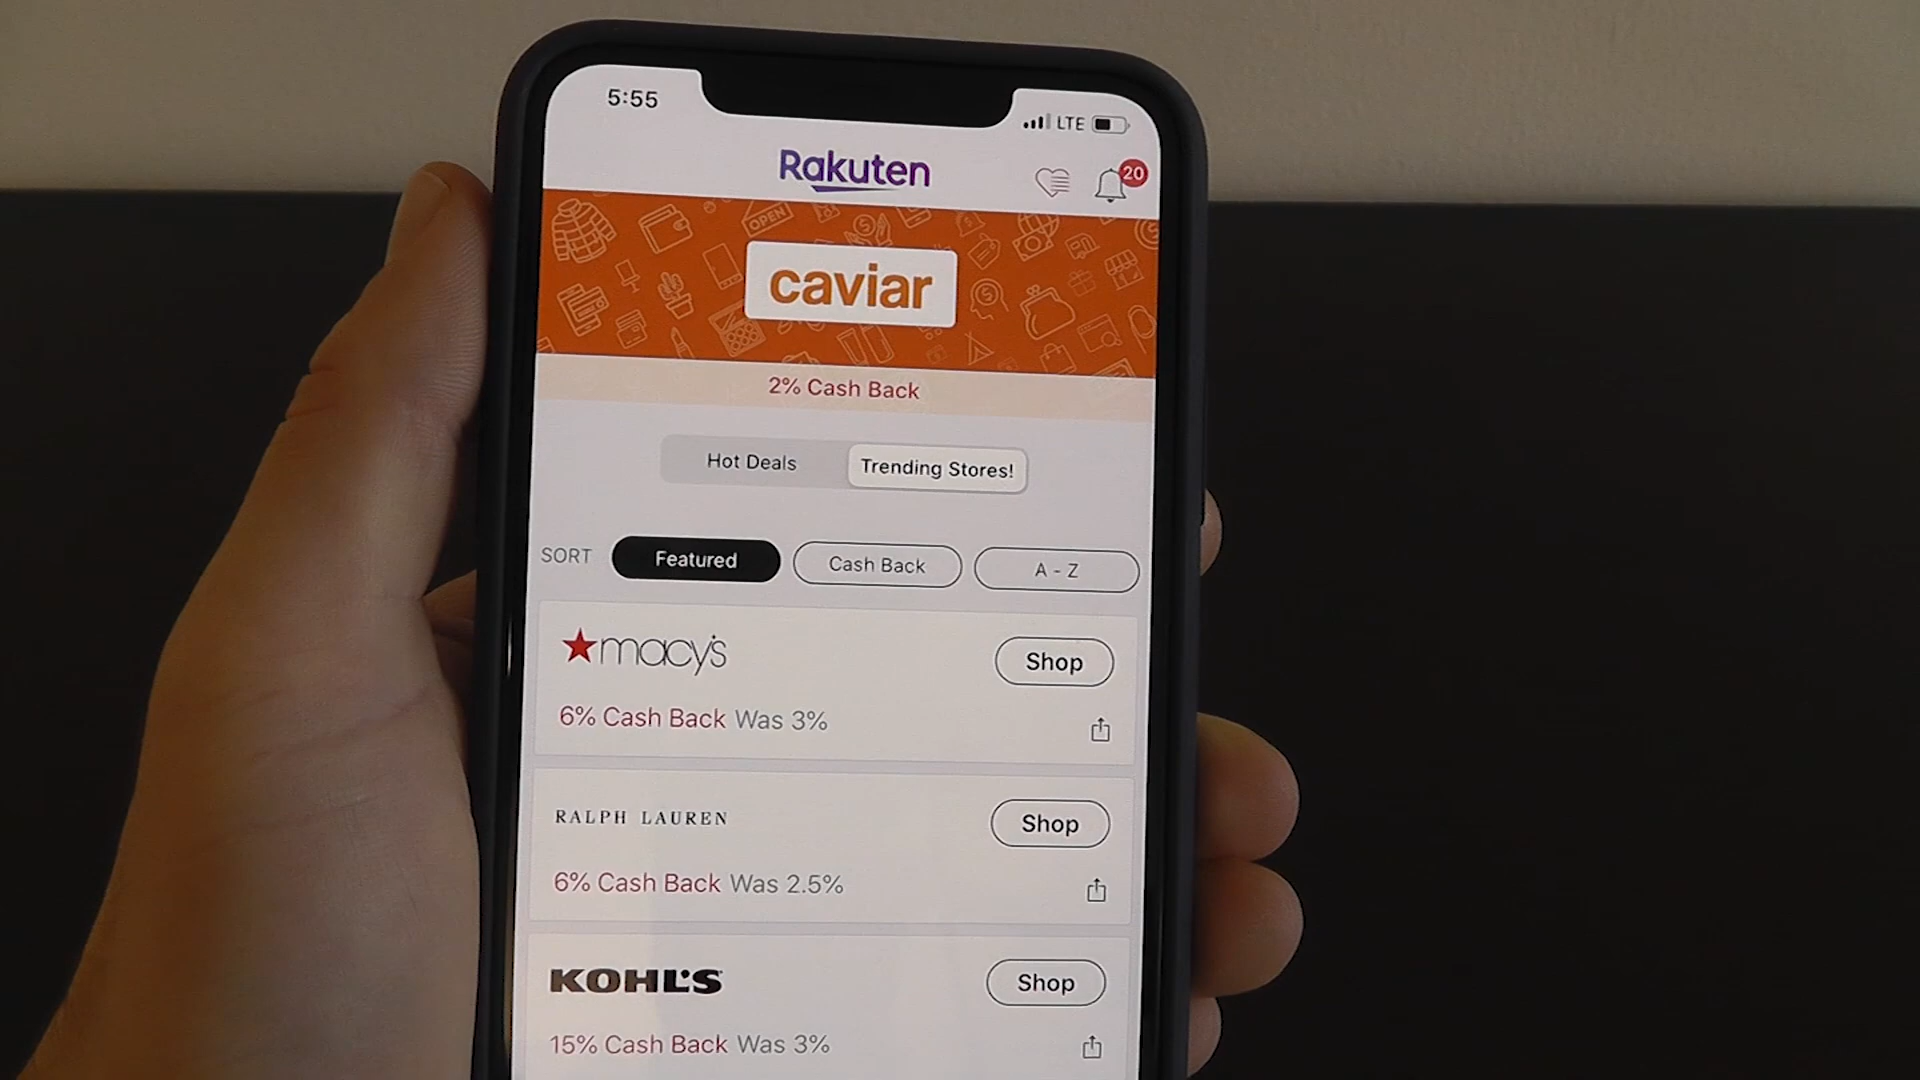 5:55
LTE
Rakuten
20
OPEN
caviar
2% Cash Back
Hot Deals
Trending Stores!
SORT
Featured
Cash Back
A - Z
macy's
Shop
6% Cash Back Was 3%
RALPH LAUREN
Shop
6% Cash Back Was 2.5%
KOHL'S
Shop
15% Cash Back Was 3%